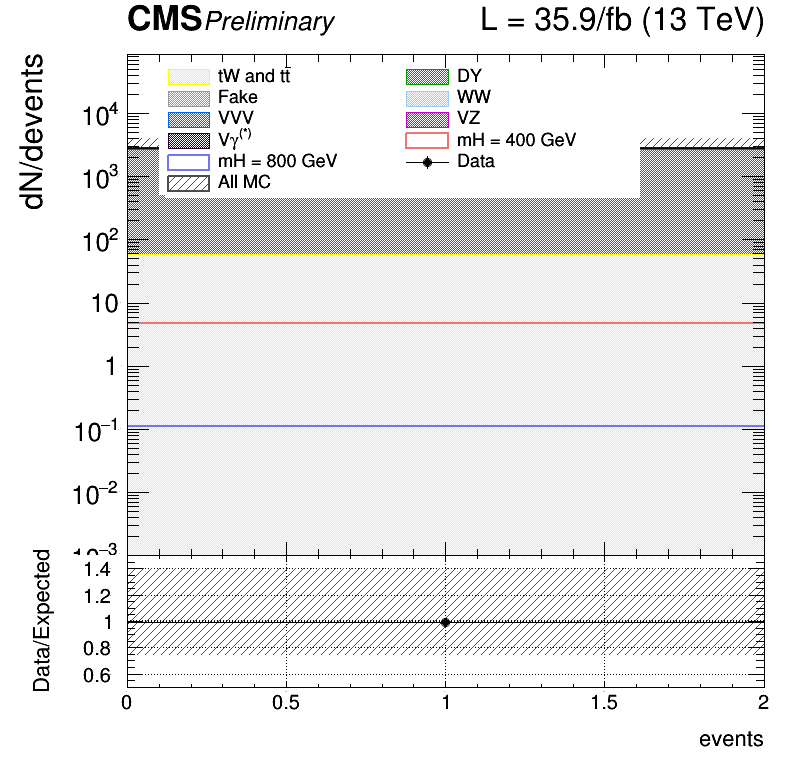 CMS Preliminary L = 35.9/fb (13 TeV)
dN/devents
tW and tt̄ DY
Fake WW
VVV VZ
Vγ(*) mH = 400 GeV
mH = 800 GeV Data
All MC
10⁴
10³
10²
10
1
10⁻¹
10⁻²
Data/Expected
1.4
1.2
1
0.8
0.6
0 0.5 1 1.5 2
events